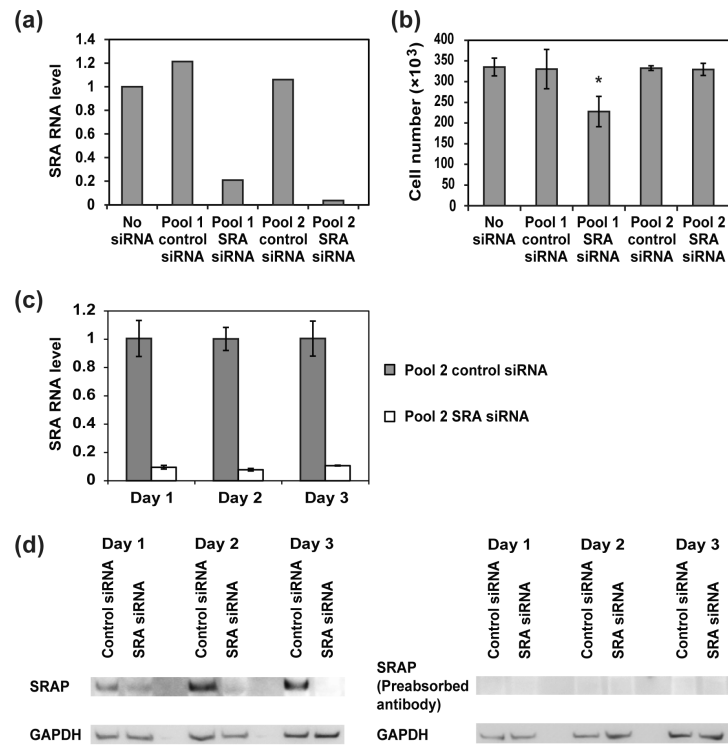 (a)
SRA RNA level
1.4
1.2
1
0.8
0.6
0.4
0.2
0
No siRNA
Pool 1 control siRNA
Pool 1 SRA siRNA
Pool 2 control siRNA
Pool 2 SRA siRNA
(b)
Cell number (×10³)
400
350
300
250
200
150
100
50
0
*
No siRNA
Pool 1 control siRNA
Pool 1 SRA siRNA
Pool 2 control siRNA
Pool 2 SRA siRNA
(c)
SRA RNA level
1.2
1
0.8
0.6
0.4
0.2
0
Day 1 Day 2 Day 3
Pool 2 control siRNA
Pool 2 SRA siRNA
(d)
Day 1 Day 2 Day 3
Control siRNA
SRA siRNA
Control siRNA
SRA siRNA
Control siRNA
SRA siRNA
SRAP
GAPDH
Day 1 Day 2 Day 3
Control siRNA
SRA siRNA
Control siRNA
SRA siRNA
Control siRNA
SRA siRNA
SRAP
(Preabsorbed
antibody)
GAPDH